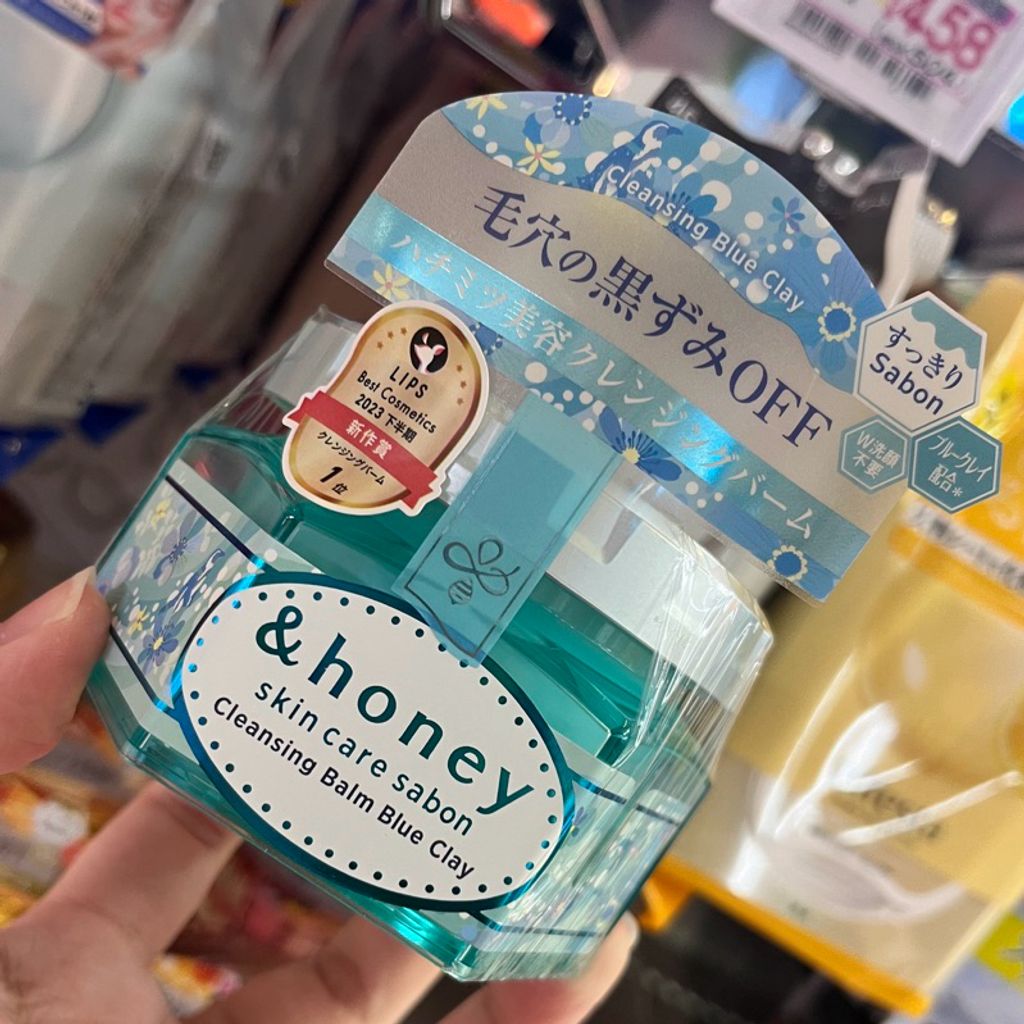 458
Cleansing Blue Clay
毛穴の黒ずみOFF
ハチミツ美容クレンジングバーム
すっきり
Sabon
W洗顔
不要
ブルークレイ
配合*
LIPS
Best Cosmetics
2023 下半期
新作賞
クレンジングバーム
1位
&honey
skin care sabon
Cleansing Balm Blue Clay